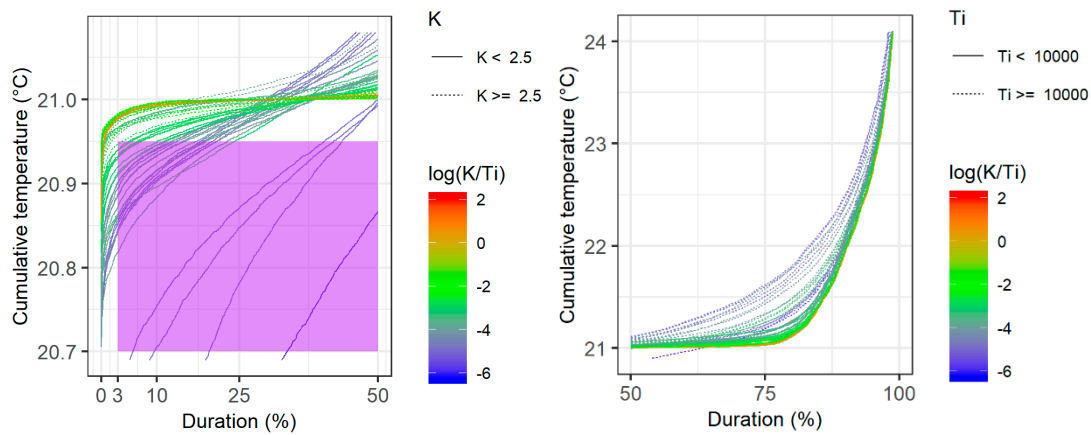 Cumulative temperature (°C)
21.0
20.9
20.8
20.7
0 3 10 25 50
Duration (%)
K
K < 2.5
K >= 2.5
log(K/Ti)
2
0
-2
-4
-6
Cumulative temperature (°C)
24
23
22
21
50 75 100
Duration (%)
Ti
Ti < 10000
Ti >= 10000
log(K/Ti)
2
0
-2
-4
-6